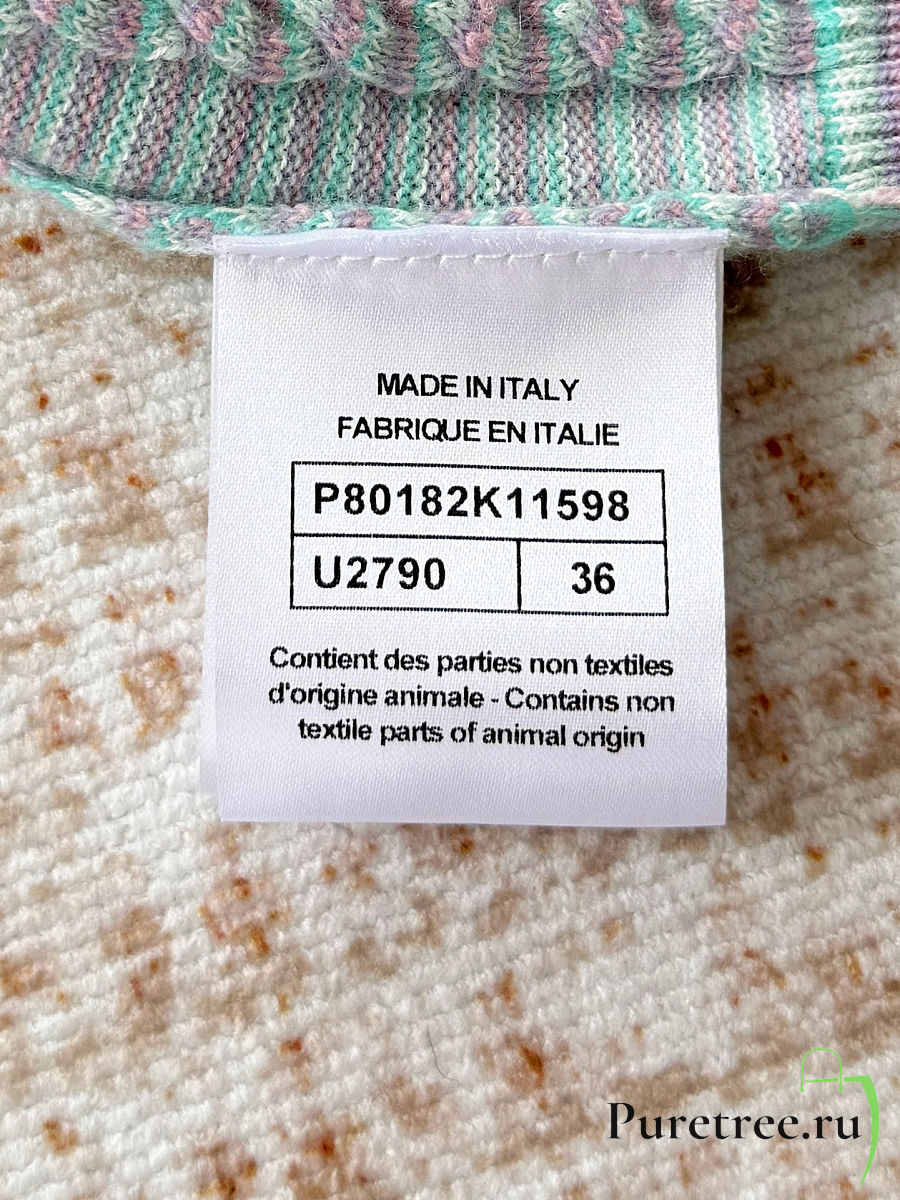 MADE IN ITALY
FABRIQUE EN ITALIE
P80182K11598
U2790 36
Contient des parties non textiles
d'origine animale - Contains non
textile parts of animal origin
Puretree.ru